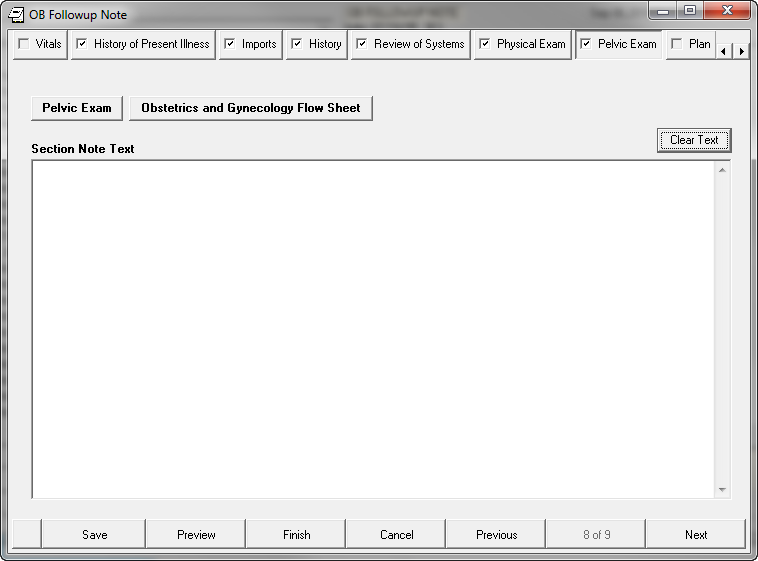 OB Followup Note
Vitals History of Present Illness Imports History Review of Systems Physical Exam Pelvic Exam Plan
Pelvic Exam Obstetrics and Gynecology Flow Sheet
Clear Text
Section Note Text
Save Preview Finish Cancel Previous 8 of 9 Next